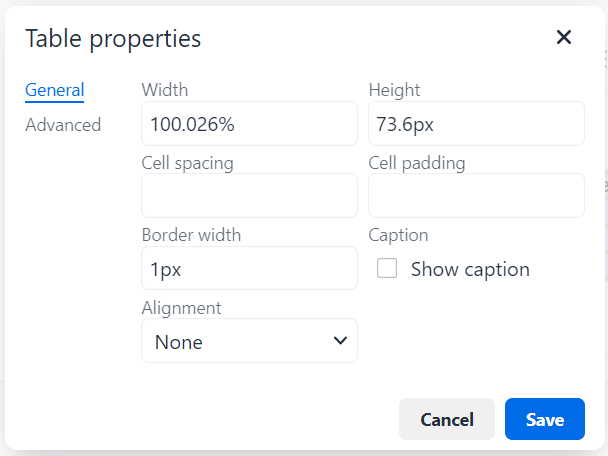 Table properties
General
Advanced
Width
Height
100.026%
73.6px
Cell spacing
Cell padding
Border width
Caption
1px
Show caption
Alignment
None
Cancel
Save